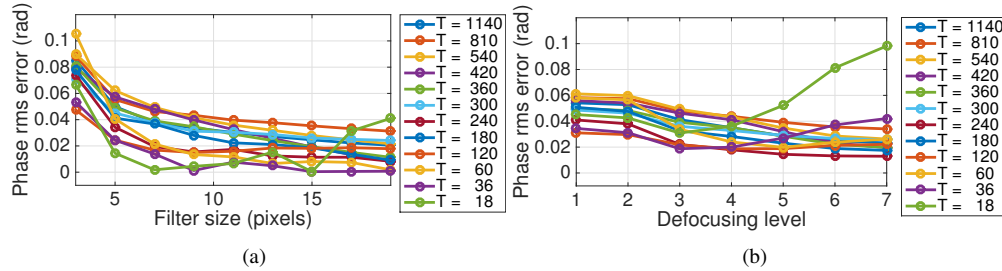 Phase rms error (rad)
0.1
0.08
0.06
0.04
0.02
0
5
10
15
Filter size (pixels)
T = 1140
T = 810
T = 540
T = 420
T = 360
T = 300
T = 240
T = 180
T = 120
T = 60
T = 36
T = 18
(a)
Phase rms error (rad)
0.1
0.08
0.06
0.04
0.02
0
1
2
3
4
5
6
7
Defocusing level
T = 1140
T = 810
T = 540
T = 420
T = 360
T = 300
T = 240
T = 180
T = 120
T = 60
T = 36
T = 18
(b)